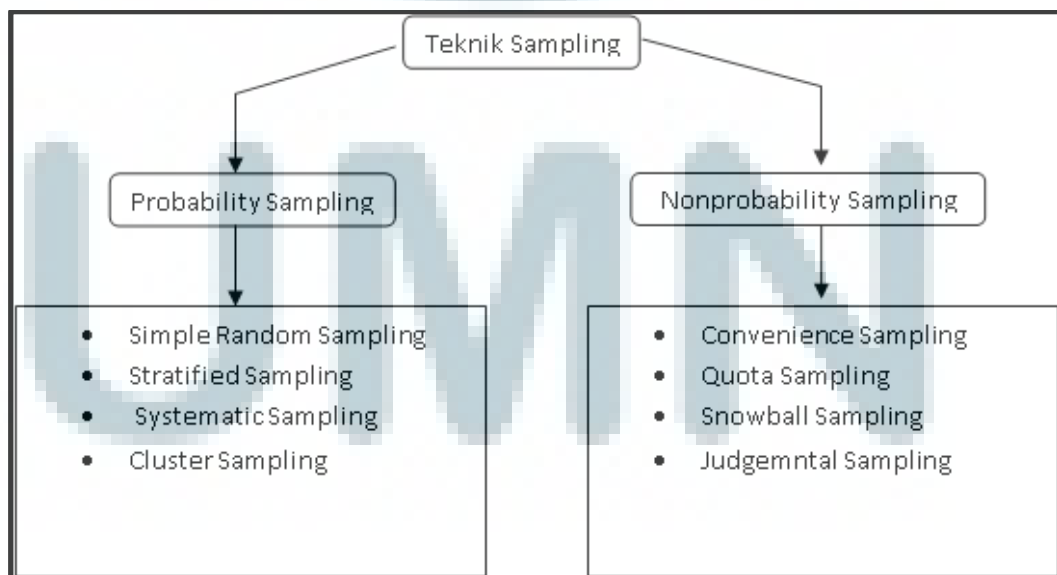 Teknik Sampling
Probability Sampling
Nonprobability Sampling
• Simple Random Sampling
• Stratified Sampling
• Systematic Sampling
• Cluster Sampling
• Convenience Sampling
• Quota Sampling
• Snowball Sampling
• Judgemntal Sampling
UMN